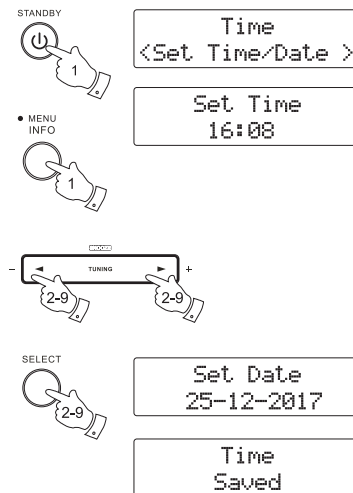 STANDBY
1
Time
<Set Time/Date >
Set Time
16:08
• MENU
INFO
1
– ◄ TUNING ► +
2-9 2-9
SELECT
2-9
Set Date
25-12-2017
Time
Saved